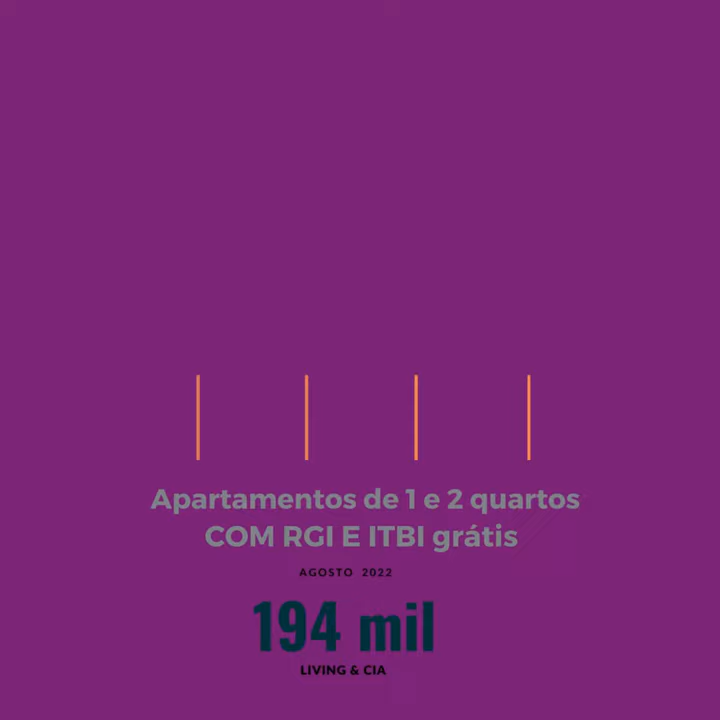 Apartamentos de 1 e 2 quartos
COM RGI E ITBI grátis
AGOSTO 2022
194 mil
LIVING & CIA